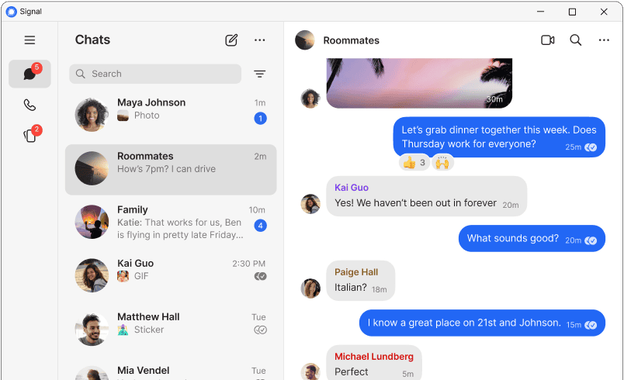 Signal
5
2
Chats
Search
Maya Johnson 1m
Photo 1
Roommates 2m
How's 7pm? I can drive
Family 10m
Katie: That works for us, Ben
is flying in pretty late Friday... 4
Kai Guo 2:30 PM
GIF
Matthew Hall Tue
Sticker
Mia Vendel Tue
Roommates
30m
Let's grab dinner together this week. Does
Thursday work for everyone? 25m
3
Kai Guo
Yes! We haven't been out in forever 20m
What sounds good? 20m
Paige Hall
Italian? 18m
I know a great place on 21st and Johnson. 15m
Michael Lundberg
Perfect 5m